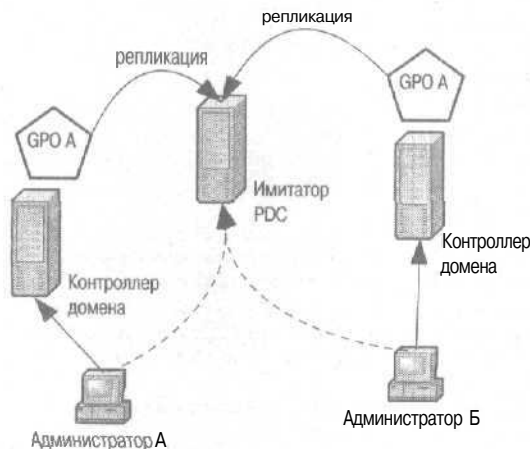 репликация
репликация
GPO A
GPO A
Имитатор
PDC
Контроллер
домена
Контроллер
домена
Администратор А
Администратор Б